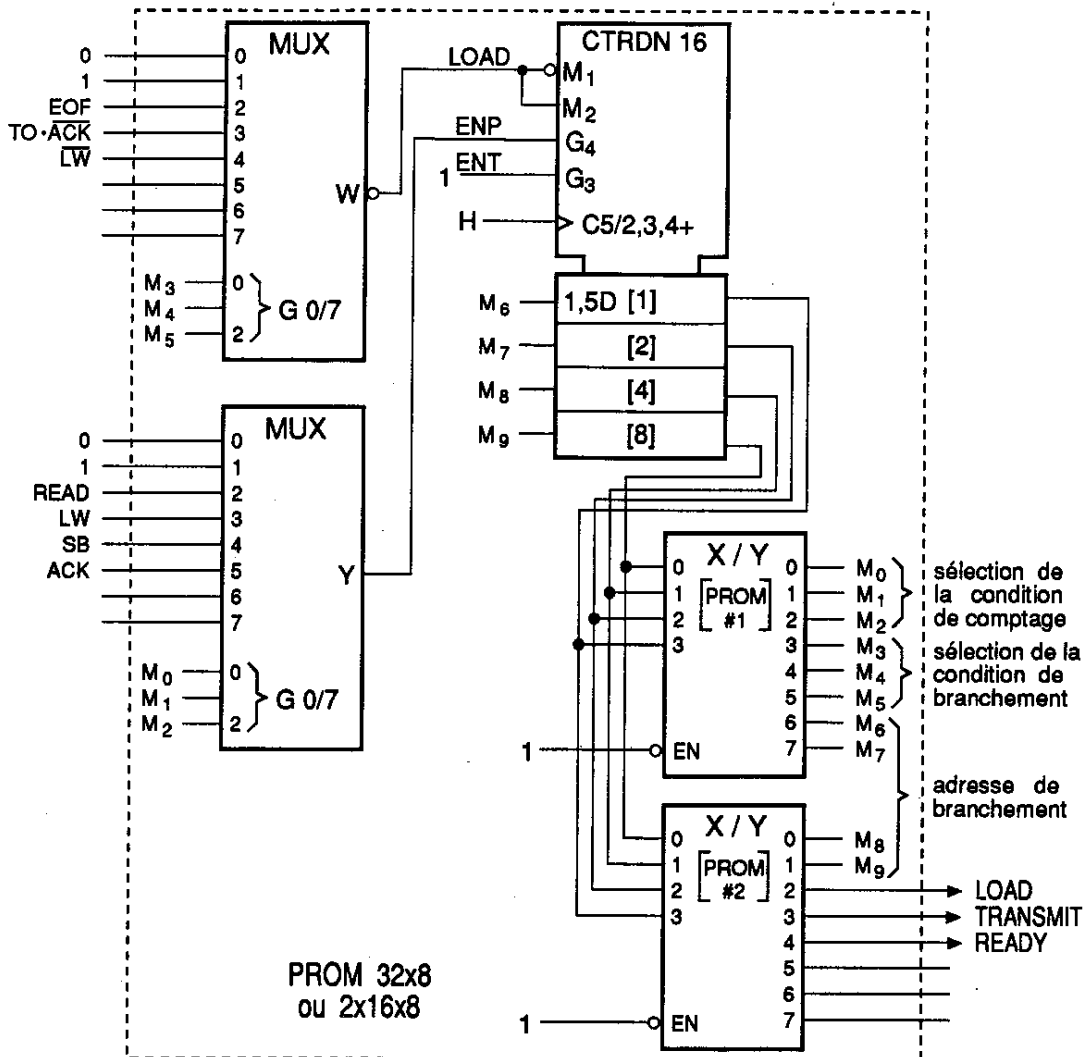 MUX
0 0
1 1
EOF 2
TO·A̅C̅K̅ 3
L̅W̅ 4
5
6
7
W
M3 0
M4 G 0/7
M5 2
MUX
0 0
1 1
READ 2
LW 3
SB 4
ACK 5
6
7
Y
M0 0
M1 G 0/7
M2 2
CTRDN 16
LOAD M1
M2
ENP G4
1 ENT G3
H C5/2,3,4+
M6 1,5D [1]
M7 [2]
M8 [4]
M9 [8]
X / Y
PROM
#1
0 0 M0
1 1 M1
2 2 M2
3 3 M3
4 M4
5 M5
6 M6
7 M7
1 EN
sélection de
la condition
de comptage
sélection de la
condition de
branchement
adresse de
branchement
X / Y
PROM
#2
0 0 M8
1 1 M9
2 2 LOAD
3 3 TRANSMIT
4 READY
5
6
7
1 EN
PROM 32x8
ou 2x16x8